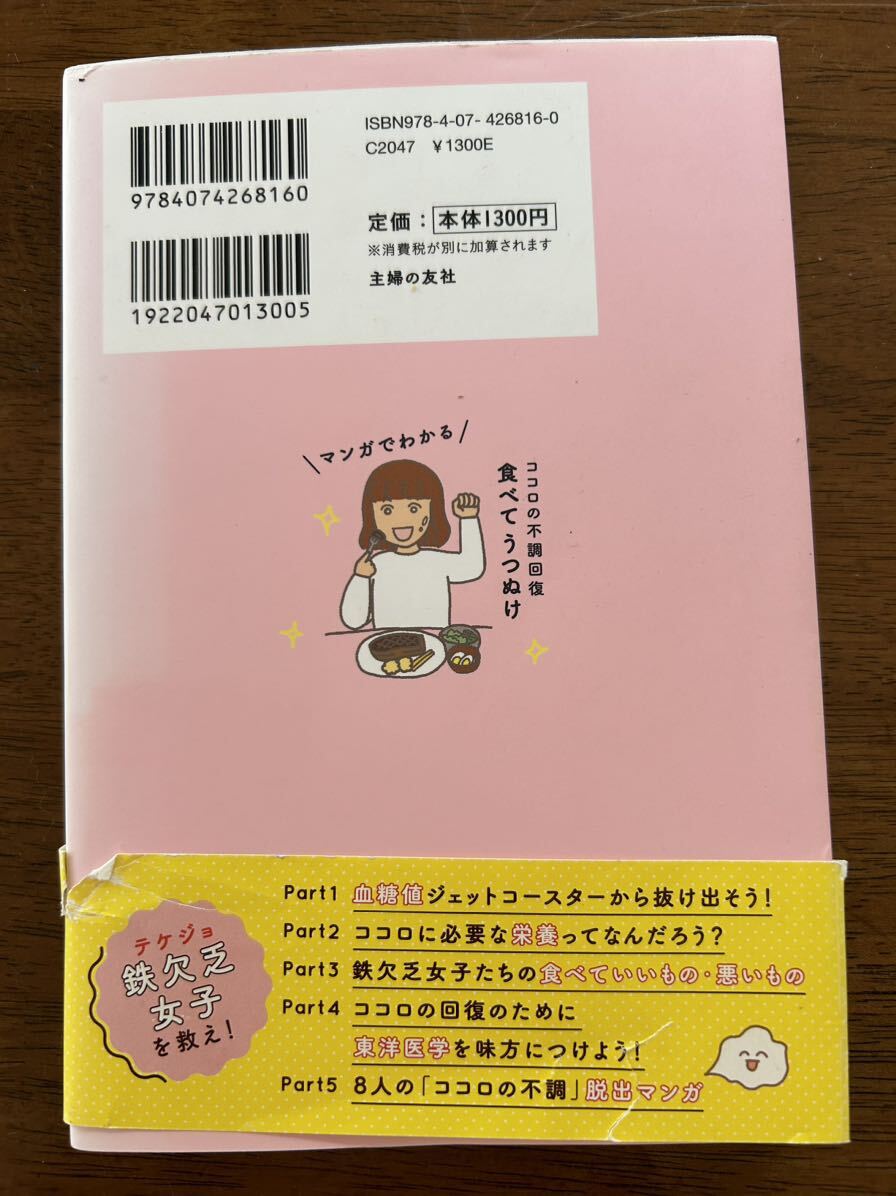 ISBN978-4-07-426816-0
C2047 ¥1300E
9784074268160
定価：本体1300円
※消費税が別に加算されます
主婦の友社
1922047013005
マンガでわかる
ココロの不調回復
食べてうつぬけ
テケジョ
鉄欠乏
女子
を救え！
Part1 血糖値ジェットコースターから抜け出そう！
Part2 ココロに必要な栄養ってなんだろう？
Part3 鉄欠乏女子たちの食べていいもの・悪いもの
Part4 ココロの回復のために
東洋医学を味方につけよう！
Part5 8人の「ココロの不調」脱出マンガ